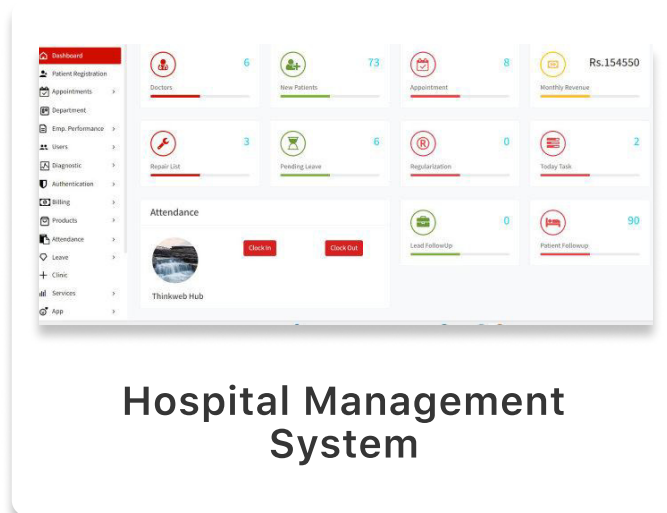 Dashboard
Patient Registration
Appointments
Department
Emp. Performance
Users
Diagnostic
Authentication
Billing
Products
Attendance
Leave
Clinic
Services
App
6
Doctors
73
New Patients
8
Appointment
Rs.154550
Monthly Revenue
3
Repair List
6
Pending Leave
R
0
Regularization
2
Today Task
Attendance
Clock In
Clock Out
Thinkweb Hub
0
Lead FollowUp
90
Patient Followup
Hospital Management
System